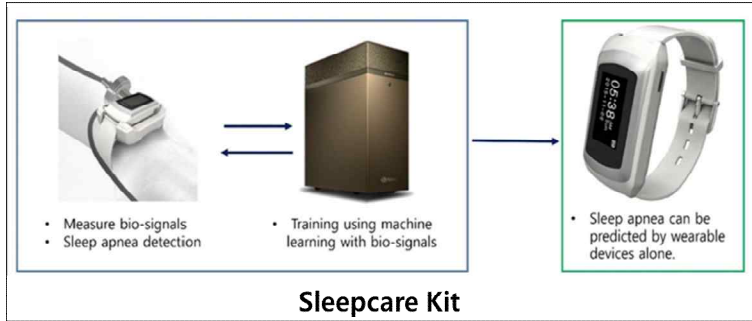 05:38
• Measure bio-signals
• Sleep apnea detection
• Training using machine
learning with bio-signals
• Sleep apnea can be
predicted by wearable
devices alone.
Sleepcare Kit